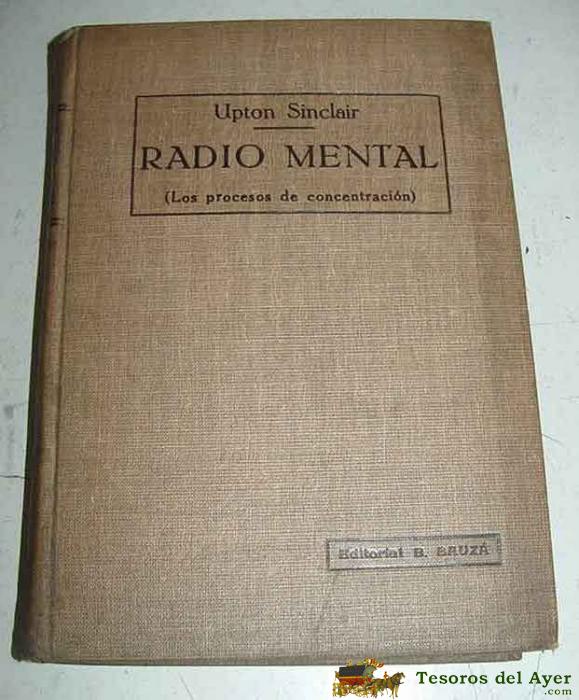 Upton Sinclair
RADIO MENTAL
(Los procesos de concentración)
Editorial B. BAUZÁ
Tesoros del Ayer
.com